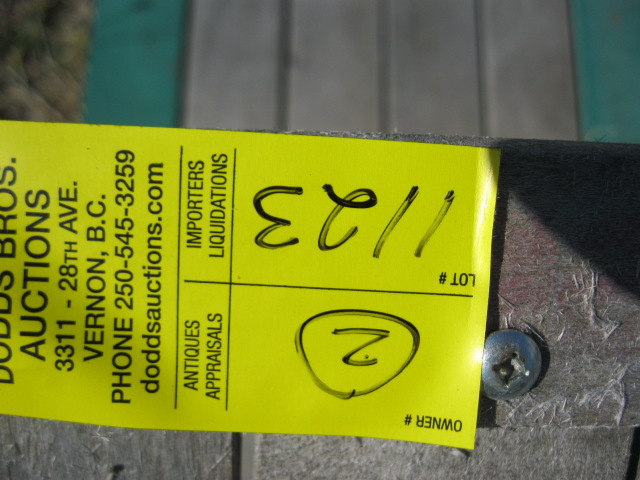 DODDS BROS.
AUCTIONS
3311 - 28TH AVE.
VERNON, B.C.
PHONE 250-545-3259
doddsauctions.com
ANTIQUES IMPORTERS
APPRAISALS LIQUIDATIONS
OWNER # LOT #
2 1123